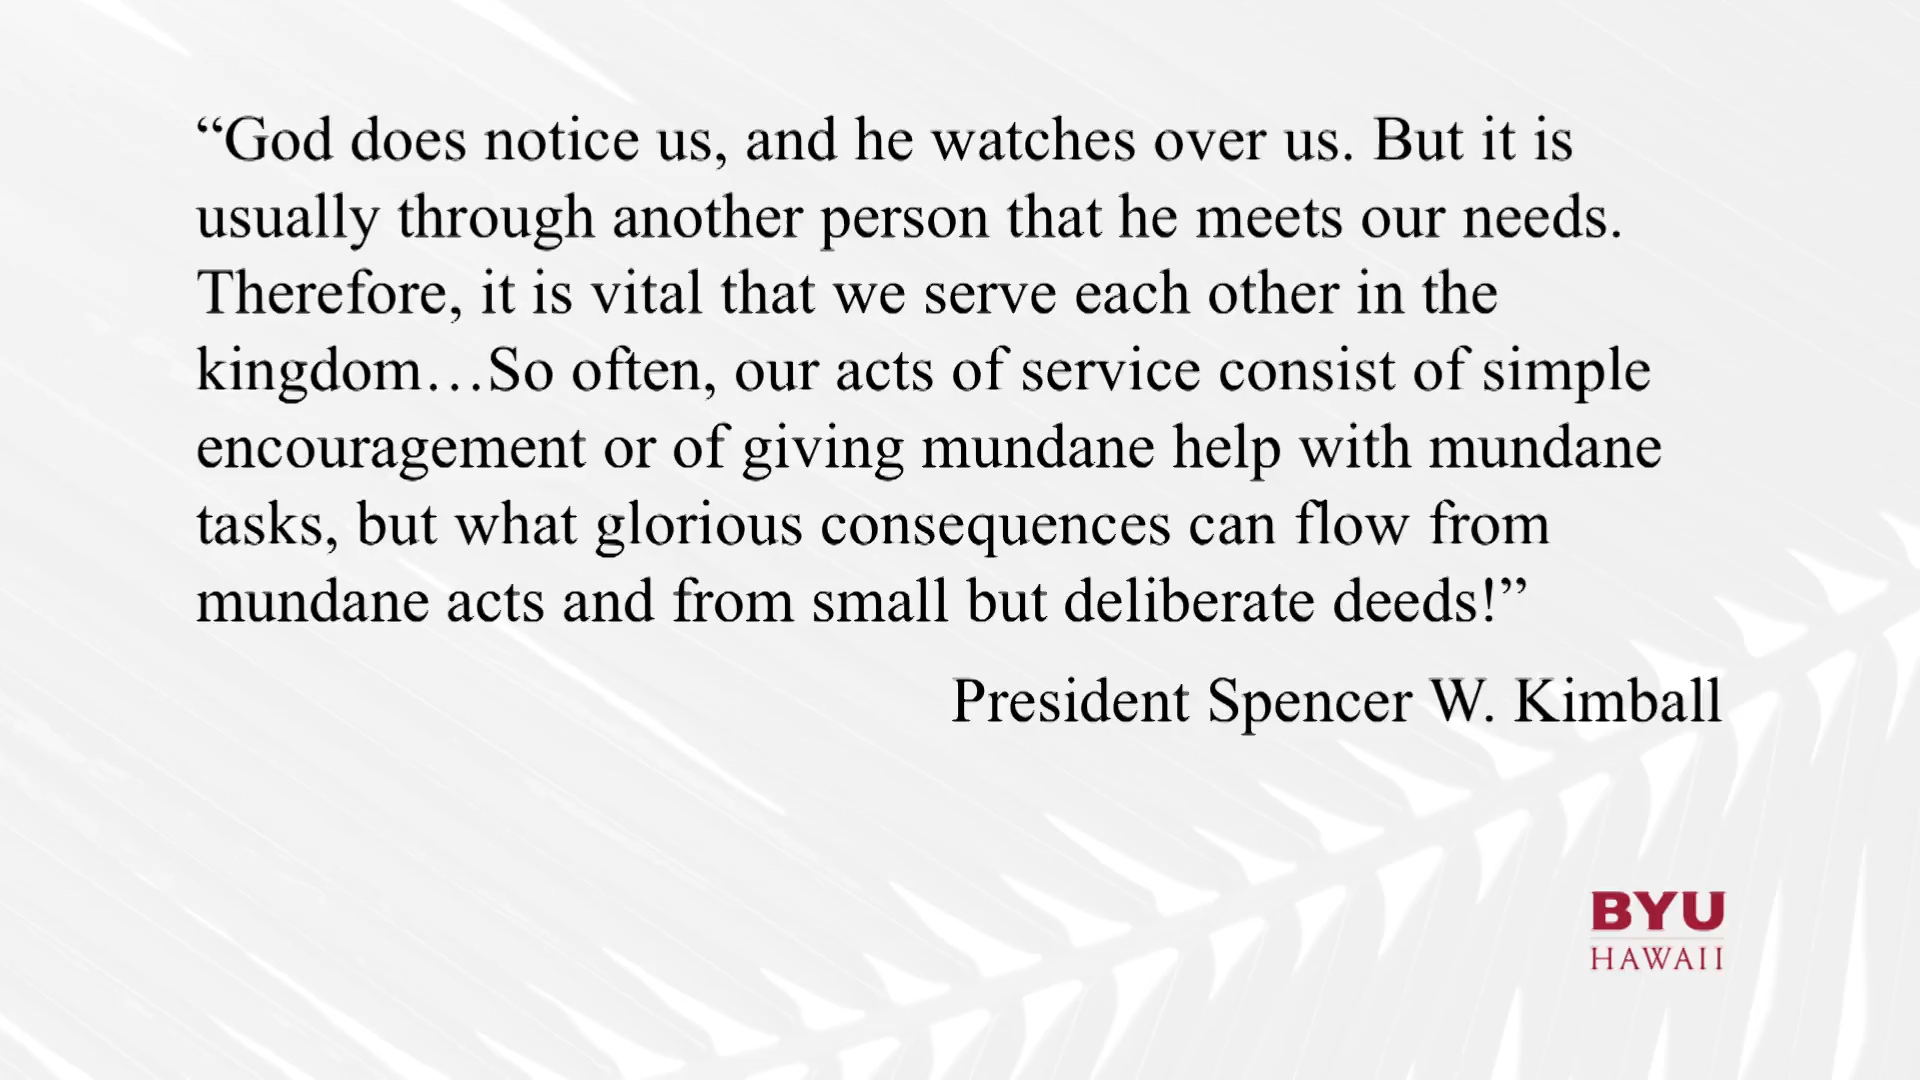 “God does notice us, and he watches over us. But it is
usually through another person that he meets our needs.
Therefore, it is vital that we serve each other in the
kingdom…So often, our acts of service consist of simple
encouragement or of giving mundane help with mundane
tasks, but what glorious consequences can flow from
mundane acts and from small but deliberate deeds!”
President Spencer W. Kimball
BYU
HAWAII